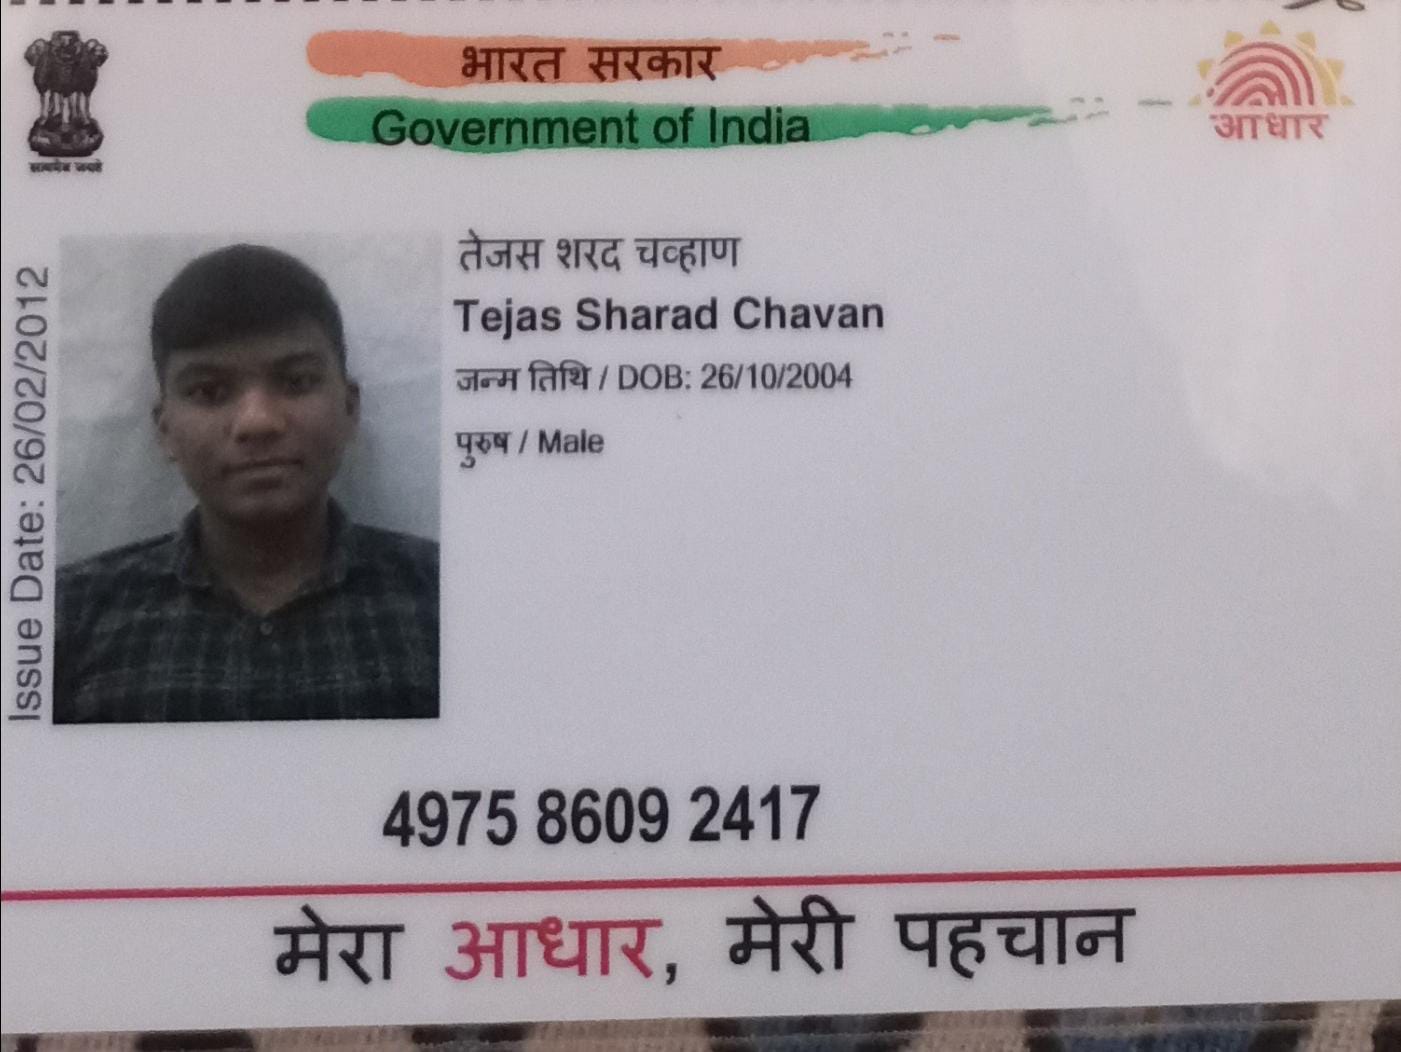 भारत सरकार
Government of India
आधार
सत्यमेव जयते
Issue Date: 26/02/2012
तेजस शरद चव्हाण
Tejas Sharad Chavan
जन्म तिथि / DOB: 26/10/2004
पुरुष / Male
4975 8609 2417
मेरा आधार, मेरी पहचान